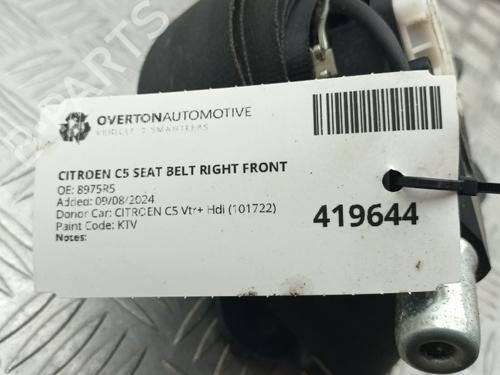 OVERTONAUTOMOTIVE
VEHICLE DISMANTLERS
CITROEN C5 SEAT BELT RIGHT FRONT
OE: 8975R5
Added: 09/08/2024
Donor Car: CITROEN C5 Vtr+ Hdi (101722)
Paint Code: KTV
Notes:
419644
B-PARTS